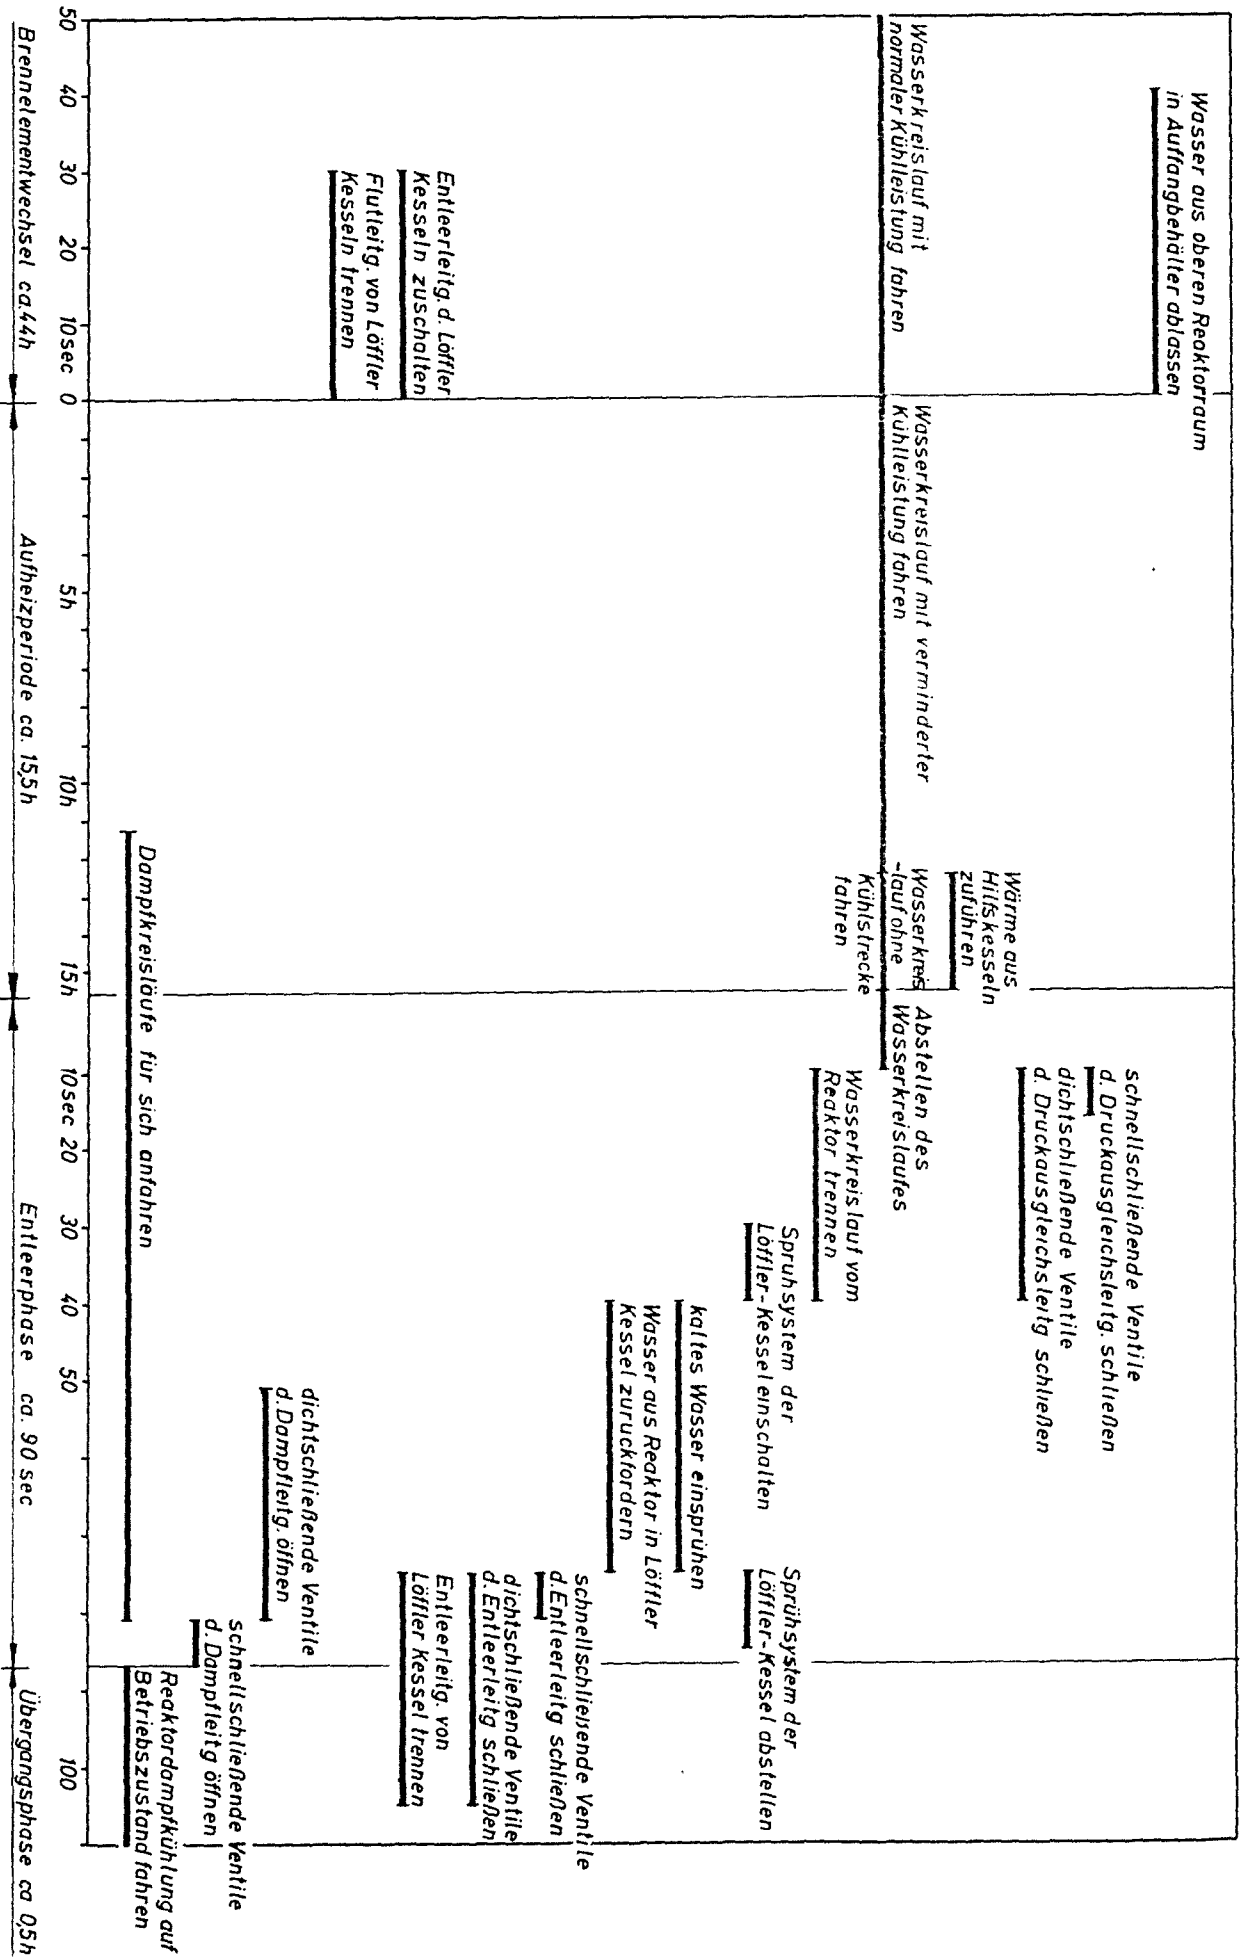 Wasser aus oberen Reaktorraum
in Auffangbehälter ablassen
schnellschließende Ventile
d. Druckausgleichsleitg. schließen
dichtschließende Ventile
d. Druckausgleichsleitg schließen
Wärme aus
Hilfskesseln
zuführen
Wasserkreislauf mit
normaler Kühlleistung fahren
Wasserkreislauf mit verminderter
Kühlleistung fahren
Wasserkreis
-lauf ohne
Kühlstrecke
fahren
Abstellen des
Wasserkreislaufes
Wasserkreislauf vom
Reaktor trennen
Spruhsystem der
Löffler-Kessel einschalten
Sprühsystem der
Löffler-Kessel abstellen
kaltes Wasser einsprühen
Wasser aus Reaktor in Löffler
Kessel zuruckfordern
schnellschließende Ventile
d. Entleerleitg schließen
dichtschließende Ventile
d. Entleerleitg schließen
Entleerleitg. d. Löffler
Kesseln zuschalten
Entleerleitg. von
Löffler Kessel trennen
Flutleitg. von Löffler
Kesseln trennen
dichtschließende Ventile
d. Dampfleitg. öffnen
schnellschließende Ventile
d. Dampfleitg öffnen
Dampfkreisläufe für sich anfahren
Reaktordampfkühlung auf
Betriebszustand fahren
50 40 30 20 10sec 0 5h 10h 15h 10sec 20 30 40 50 100
Brennelementwechsel ca.44h Aufheizperiode ca. 15,5h Entleerphase ca. 90 sec Übergangsphase ca 0,5h